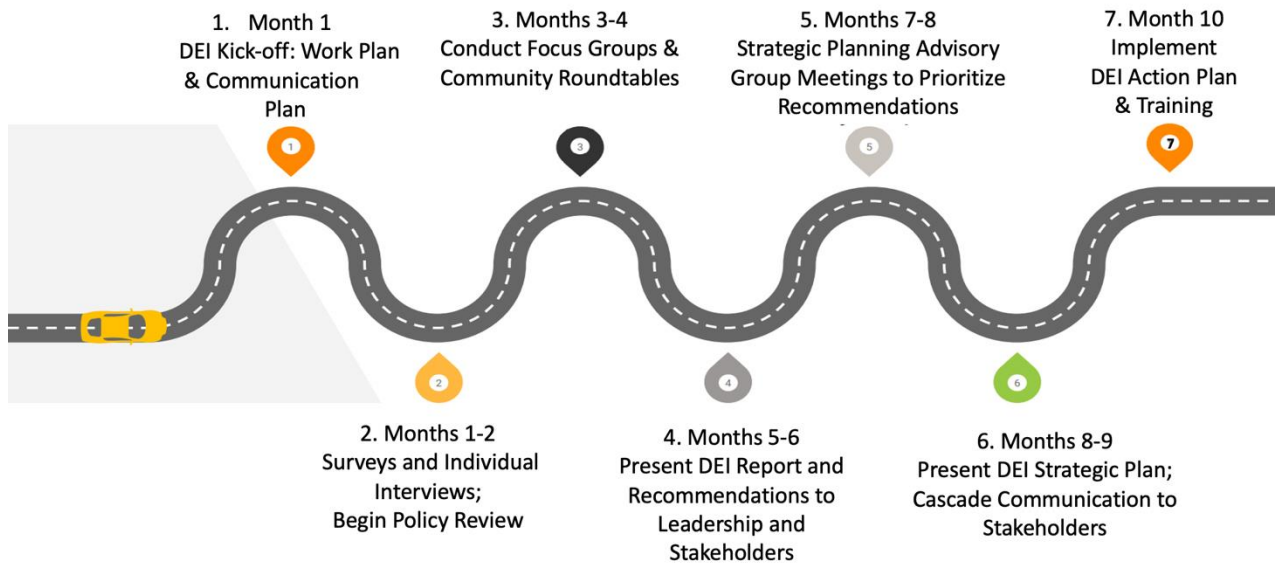 1. Month 1
DEI Kick-off: Work Plan
& Communication
Plan
3. Months 3-4
Conduct Focus Groups &
Community Roundtables
5. Months 7-8
Strategic Planning Advisory
Group Meetings to Prioritize
Recommendations
7. Month 10
Implement
DEI Action Plan
& Training
1
3
5
7
2
4
6
2. Months 1-2
Surveys and Individual
Interviews;
Begin Policy Review
4. Months 5-6
Present DEI Report and
Recommendations to
Leadership and
Stakeholders
6. Months 8-9
Present DEI Strategic Plan;
Cascade Communication to
Stakeholders